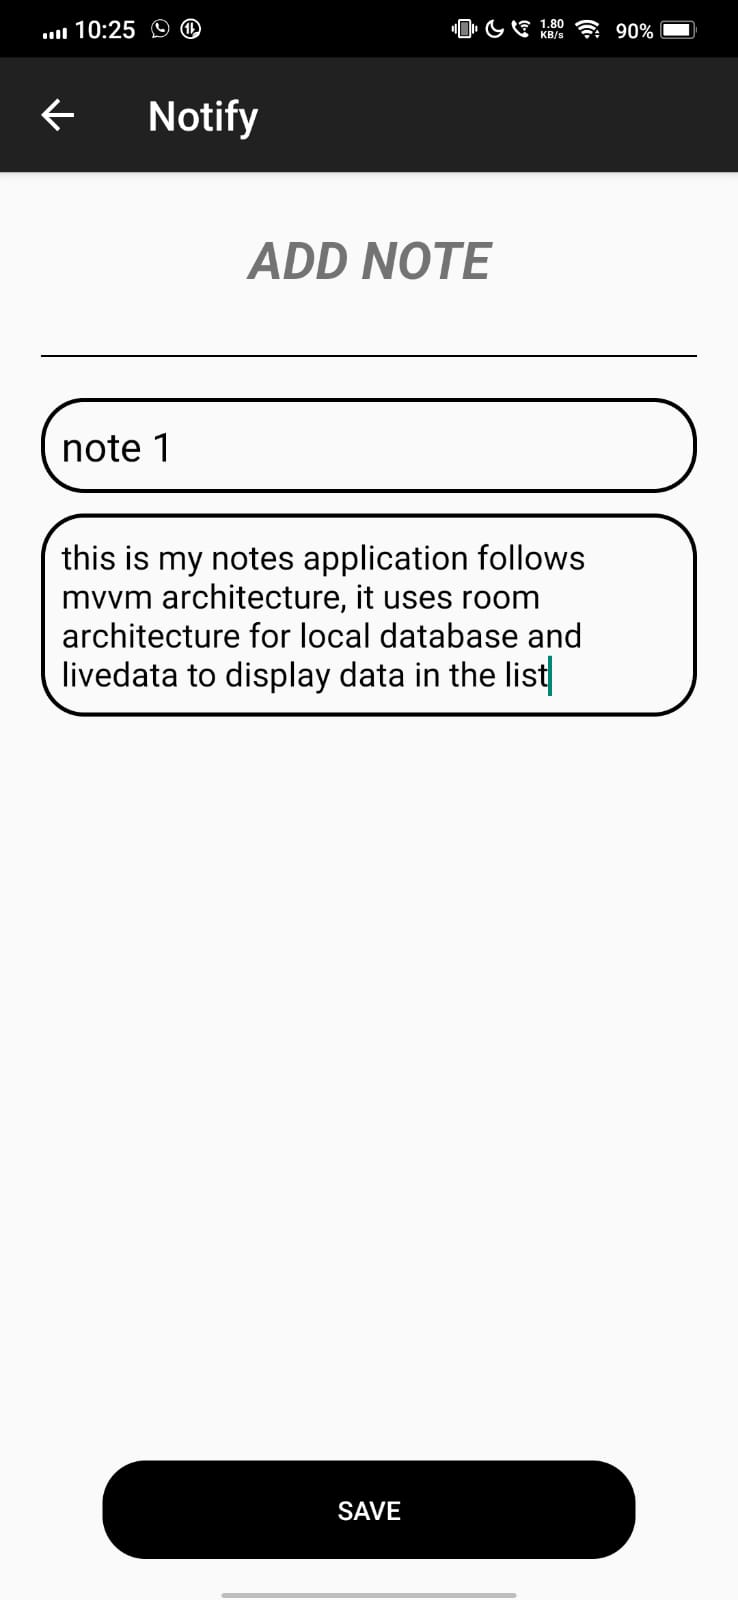 10:25 1.80 KB/s 90%
Notify
ADD NOTE
note 1
this is my notes application follows
mvvm architecture, it uses room
architecture for local database and
livedata to display data in the list
SAVE